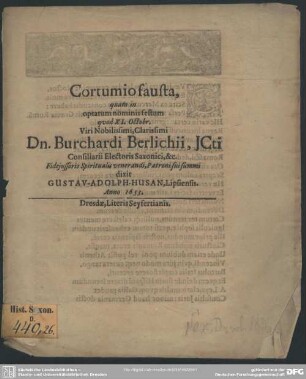 Cortumio fausta,
quam in
optatum nominis festum
quod XI. Octobr.
Viri Nobilissimi, Clarissimi
Dn. Burchardi Berlichii, JCti
Consiliarii Electoris Saxonici, &c.
Fidejussoris Spiritualis venerandi, Patroni sui summi
dixit
GUSTAV-ADOLPH-HUSAN, Lipsiensis.
Anno 1655.
Dresdæ, Literis Seyfertianis.
Hist. Saxon.
440,26.